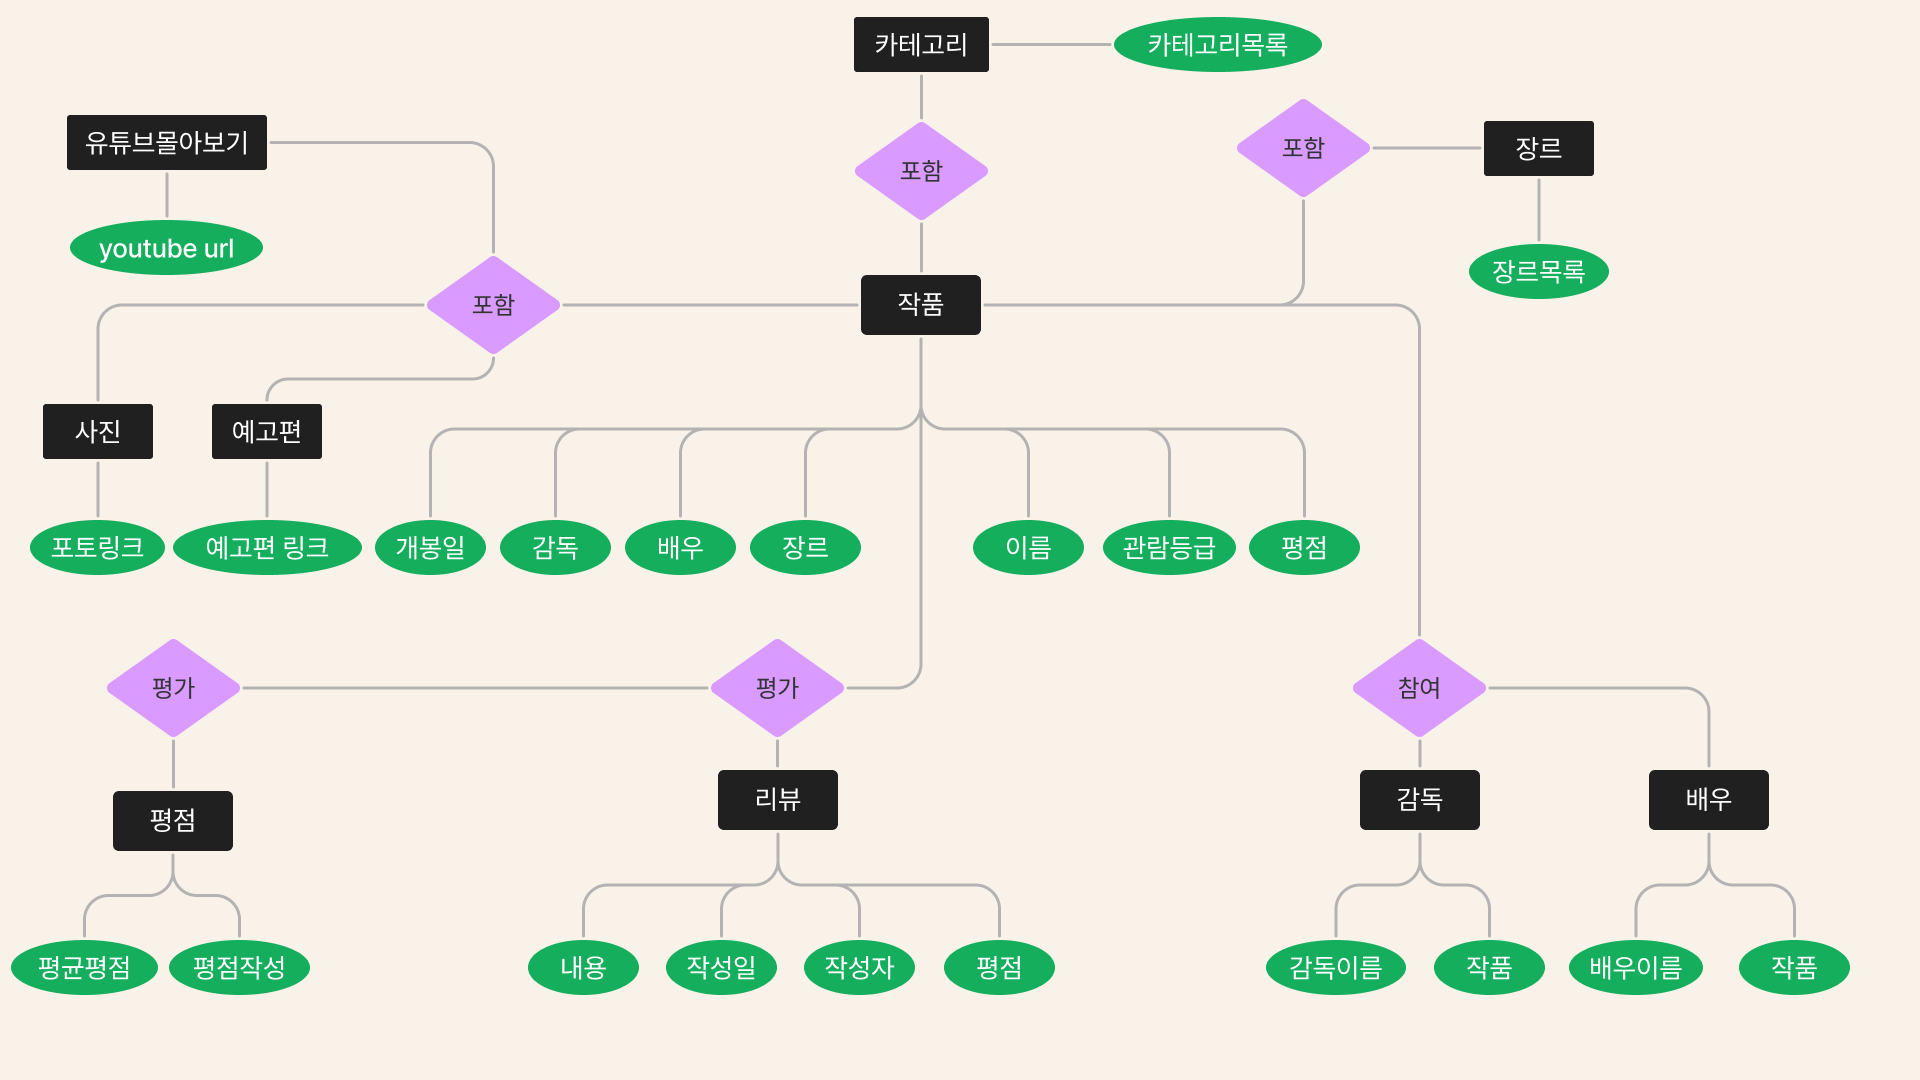 카테고리
카테고리목록
유튜브몰아보기
포함
포함
장르
youtube url
장르목록
포함
작품
사진
예고편
포토링크
예고편 링크
개봉일
감독
배우
장르
이름
관람등급
평점
평가
평가
참여
평점
리뷰
감독
배우
평균평점
평점작성
내용
작성일
작성자
평점
감독이름
작품
배우이름
작품